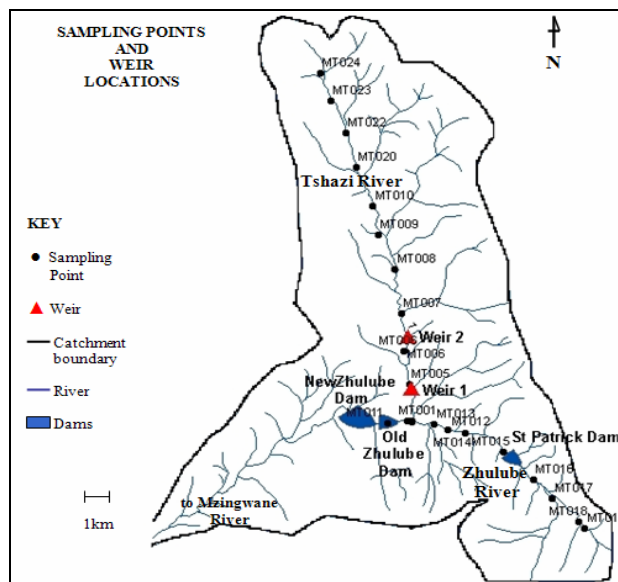 SAMPLING POINTS
AND
WEIR
LOCATIONS
N
MT024
MT023
MT022
MT020
Tshazi River
MT010
MT009
MT008
MT007
Weir 2
MT006
MT005
Weir 1
NewZhulube
Dam
MT011
MT001
MT013
MT012
MT014
MT015
Old
Zhulube
Dam
St Patrick Dam
Zhulube
River
MT016
MT017
MT018
MT01
to Mzingwane
River
KEY
Sampling
Point
Weir
Catchment
boundary
River
Dams
1km